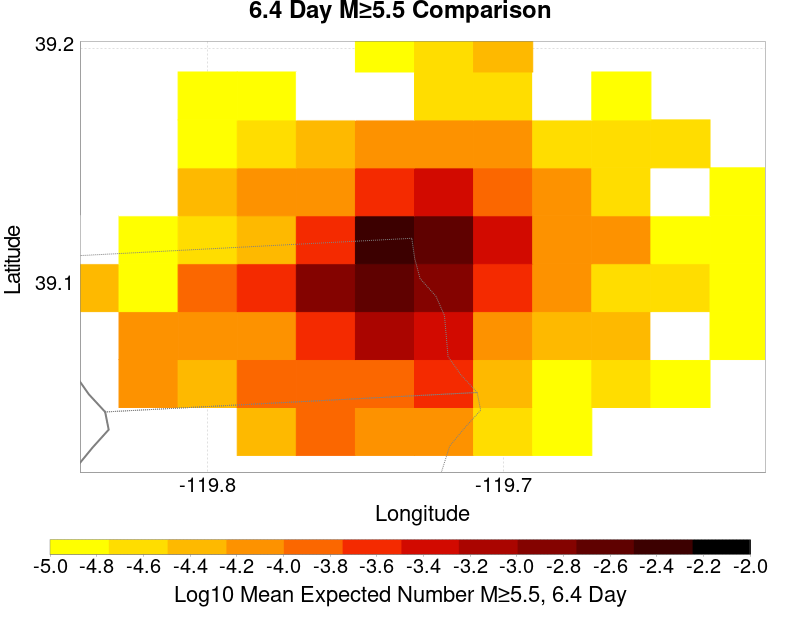 6.4 Day M≥5.5 Comparison
39.2
39.1
Latitude
-119.8 -119.7
Longitude
-5.0 -4.8 -4.6 -4.4 -4.2 -4.0 -3.8 -3.6 -3.4 -3.2 -3.0 -2.8 -2.6 -2.4 -2.2 -2.0
Log10 Mean Expected Number M≥5.5, 6.4 Day